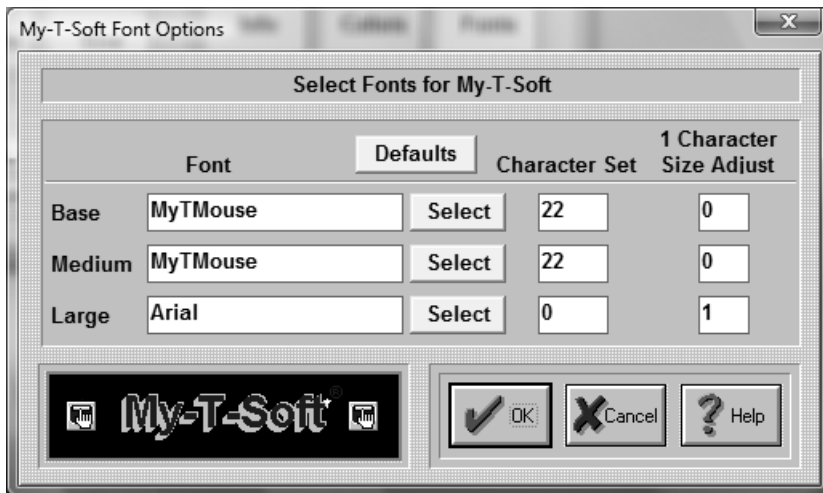 My-T-Soft Font Options
Select Fonts for My-T-Soft
Font Defaults Character Set 1 Character Size Adjust
Base MyTMouse Select 22 0
Medium MyTMouse Select 22 0
Large Arial Select 0 1
My-T-Soft® OK Cancel Help